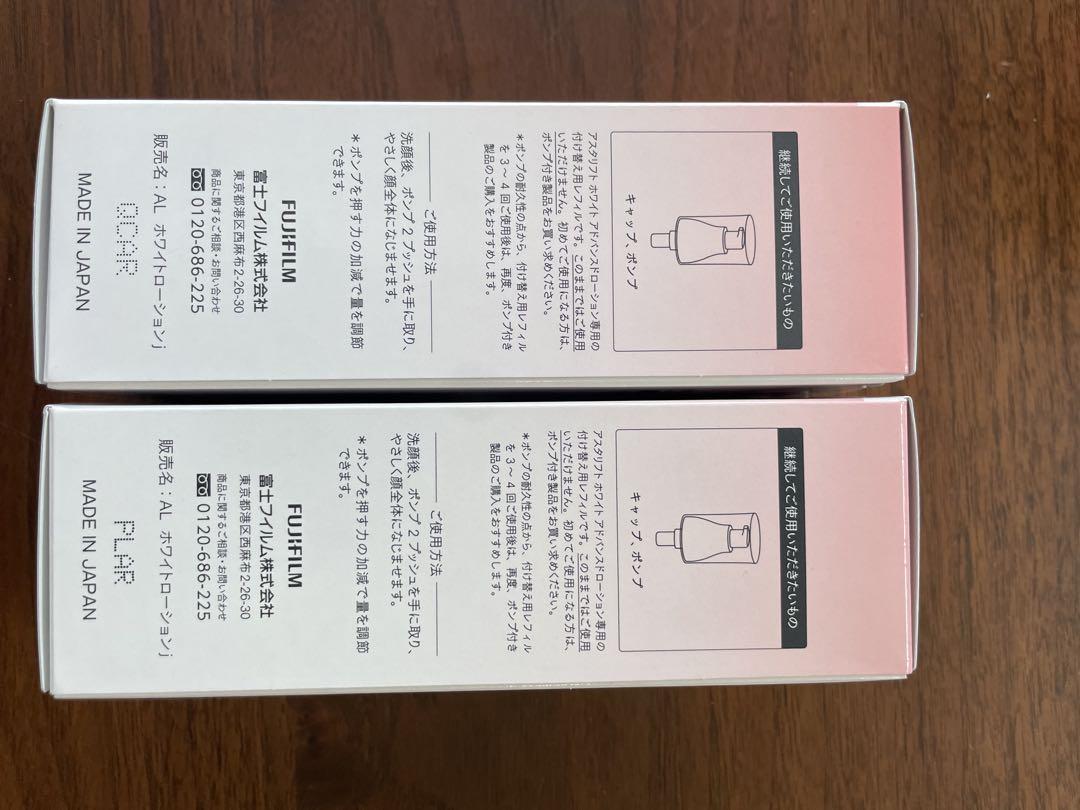 継続してご使用いただきたいもの
キャップ、ポンプ
アスタリフト ホワイト アドバンスドローション専用の
付け替え用レフィルです。このままではご使用
いただけません。初めてご使用になる方は、
ポンプ付き製品をお買い求めください。
＊ポンプの耐久性の点から、付け替え用レフィル
を3～4回ご使用後は、再度、ポンプ付き
製品のご購入をおすすめします。
ご使用方法
洗顔後、ポンプ2プッシュを手に取り、
やさしく顔全体になじませます。
＊ポンプを押す力の加減で量を調節
できます。
FUJIFILM
富士フイルム株式会社
東京都港区西麻布2-26-30
商品に関するご相談・お問い合わせ
0120-686-225
販売名：AL ホワイトローションj
QCAR
MADE IN JAPAN
継続してご使用いただきたいもの
キャップ、ポンプ
アスタリフト ホワイト アドバンスドローション専用の
付け替え用レフィルです。このままではご使用
いただけません。初めてご使用になる方は、
ポンプ付き製品をお買い求めください。
＊ポンプの耐久性の点から、付け替え用レフィル
を3～4回ご使用後は、再度、ポンプ付き
製品のご購入をおすすめします。
ご使用方法
洗顔後、ポンプ2プッシュを手に取り、
やさしく顔全体になじませます。
＊ポンプを押す力の加減で量を調節
できます。
FUJIFILM
富士フイルム株式会社
東京都港区西麻布2-26-30
商品に関するご相談・お問い合わせ
0120-686-225
販売名：AL ホワイトローションj
PLAR
MADE IN JAPAN